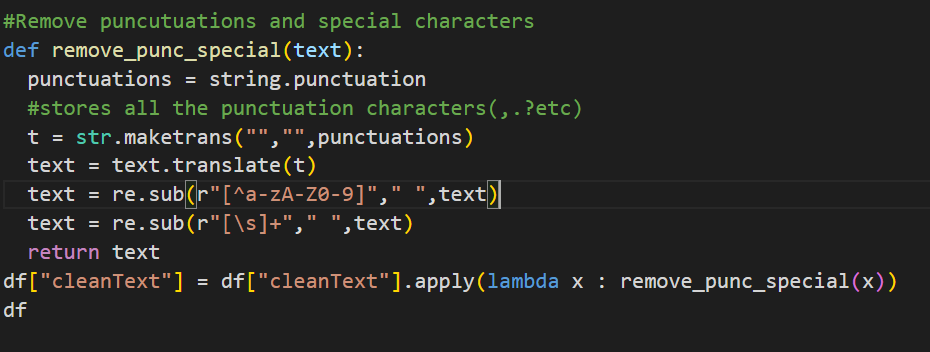 #Remove puncutuations and special characters
def remove_punc_special(text):
  punctuations = string.punctuation
  #stores all the punctuation characters(,.?etc)
  t = str.maketrans("","",punctuations)
  text = text.translate(t)
  text = re.sub(r"[^a-zA-Z0-9]"," ",text)
  text = re.sub(r"[\s]+"," ",text)
  return text
df["cleanText"] = df["cleanText"].apply(lambda x : remove_punc_special(x))
df